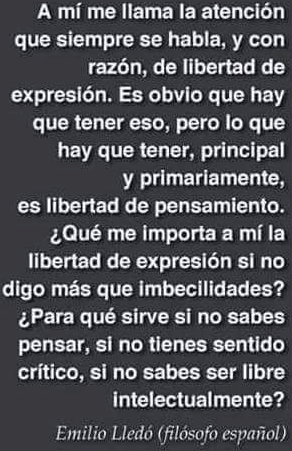 A mí me llama la atención
que siempre se habla, y con
razón, de libertad de
expresión. Es obvio que hay
que tener eso, pero lo que
hay que tener, principal
y primariamente,
es libertad de pensamiento.
¿Qué me importa a mí la
libertad de expresión si no
digo más que imbecilidades?
¿Para qué sirve si no sabes
pensar, si no tienes sentido
crítico, si no sabes ser libre
intelectualmente?
Emilio Lledó (filósofo español)